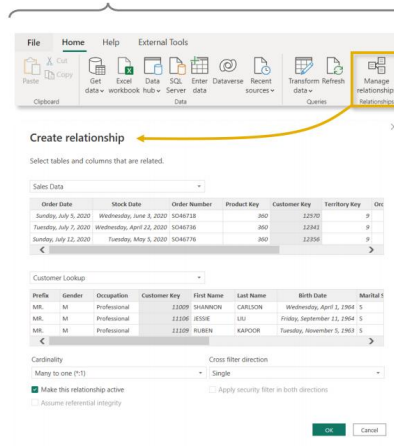 File Home Help External Tools
Paste Cut Copy Get data Excel workbook Data hub SQL Server Enter data Dataverse Recent sources Transform data Refresh Manage relationships
Clipboard Data Queries Relationships
Create relationship
Select tables and columns that are related.
Sales Data
Order Date Stock Date Order Number Product Key Customer Key Territory Key Orc
Sunday, July 5, 2020 Wednesday, June 3, 2020 SO46718 360 12570 9
Tuesday, July 7, 2020 Wednesday, April 22, 2020 SO46736 360 12341 9
Sunday, July 12, 2020 Tuesday, May 5, 2020 SO46776 360 12356 9
Customer Lookup
Prefix Gender Occupation Customer Key First Name Last Name Birth Date Marital S
MR. M Professional 11009 SHANNON CARLSON Wednesday, April 1, 1964 S
MR. M Professional 11106 JESSIE LIU Friday, September 11, 1964 S
MR. M Professional 11109 RUBEN KAPOOR Tuesday, November 5, 1963 S
Cardinality Cross filter direction
Many to one (*:1) Single
Make this relationship active Apply security filter in both directions
Assume referential integrity
OK Cancel